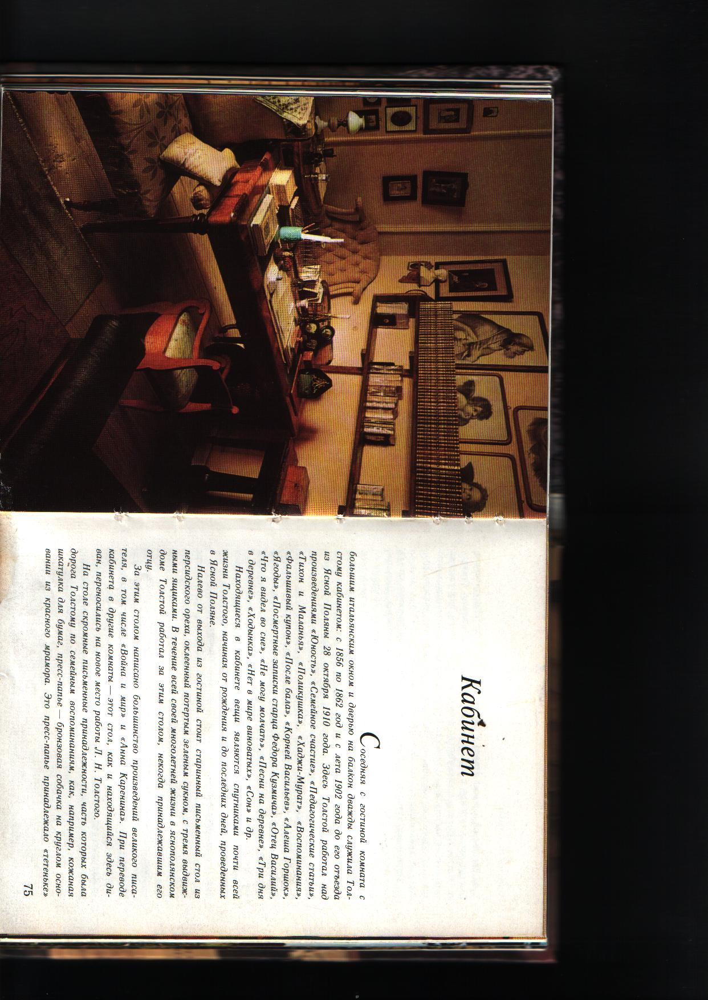 Кабинет
Соседняя с гостиной комната с
большим итальянским окном и дверью на балкон дважды служила Тол-
стому кабинетом: с 1856 по 1862 год и с лета 1902 года до его отъезда
из Ясной Поляны 28 октября 1910 года. Здесь Толстой работал над
произведениями «Юность», «Семейное счастие», «Педагогические статьи»,
«Тихон и Маланья», «Поликушка», «Хаджи-Мурат», «Воспоминания»,
«Фальшивый купон», «После бала», «Корней Васильев», «Алеша Горшок»,
«Ягоды», «Посмертные записки старца Федора Кузмича», «Отец Василий»,
«Что я видел во сне», «Не могу молчать», «Песни на деревне», «Три дня
в деревне», «Ходынка», «Нет в мире виноватых», «Сон» и др.
Находящиеся в кабинете вещи являются спутниками почти всей
жизни Толстого, начиная от рождения и до последних дней, проведенных
в Ясной Поляне.
Налево от выхода из гостиной стоит старинный письменный стол из
персидского ореха, оклеенный потертым зеленым сукном, с тремя выдвиж-
ными ящиками. В течение всей своей многолетней жизни в яснополянском
доме Толстой работал за этим столом, некогда принадлежавшим его
отцу.
За этим столом написано большинство произведений великого писа-
теля, в том числе «Война и мир» и «Анна Каренина». При переводе
кабинета в другие комнаты — этот стол, как и находящийся здесь ди-
ван, переносились на новое место работы Л. Н. Толстого.
На столе скромные письменные принадлежности, часть которых была
дорога Толстому по семейным воспоминаниям, как, например, кожаная
шкатулка для бумаг, пресс-папье — бронзовая собачка на круглом осно-
вании из красного мрамора. Это пресс-папье принадлежало «тетеньке»
75